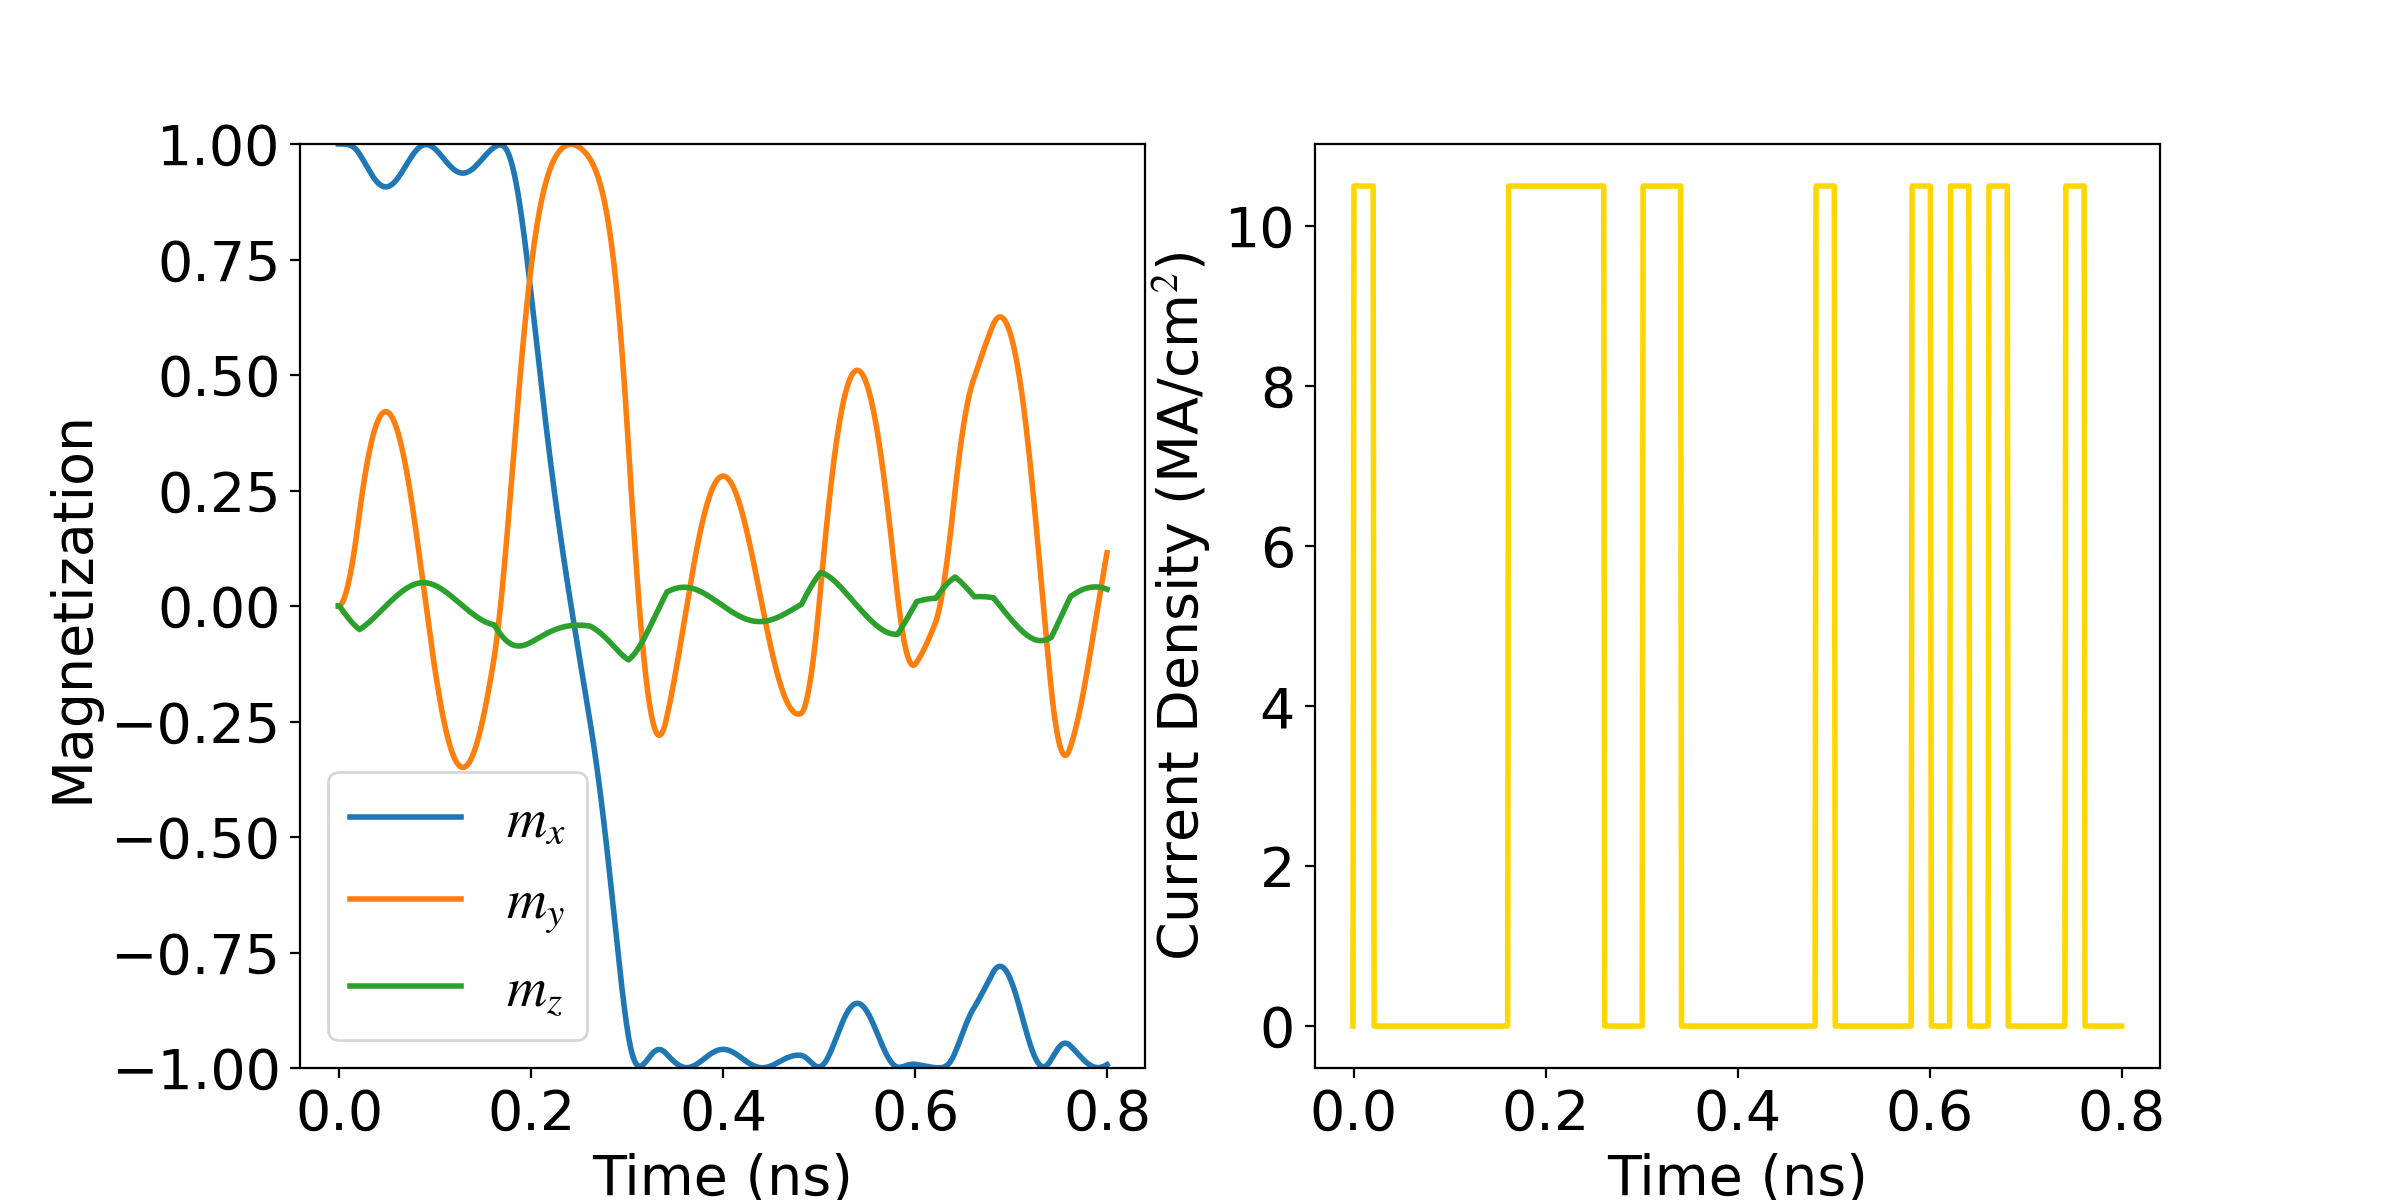 Magnetization
1.00
0.75
0.50
0.25
0.00
−0.25
−0.50
−0.75
−1.00
m_x
m_y
m_z
0.0 0.2 0.4 0.6 0.8
Time (ns)
Current Density (MA/cm²)
10
8
6
4
2
0
0.0 0.2 0.4 0.6 0.8
Time (ns)